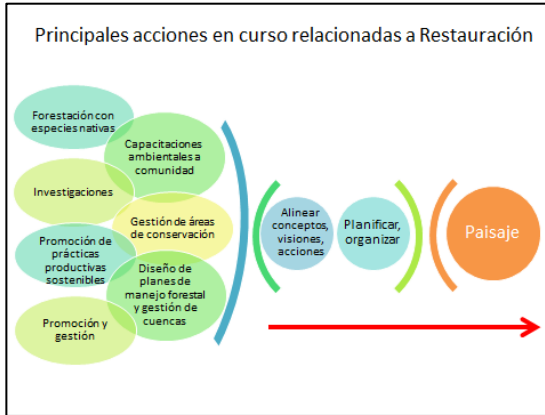 Principales acciones en curso relacionadas a Restauración
Forestación con
especies nativas
Capacitaciones
ambientales a
comunidad
Investigaciones
Gestión de áreas
de conservación
Promoción de
prácticas
productivas
sostenibles
Diseño de
planes de
manejo forestal
y gestión de
cuencas
Promoción y
gestión
Alinear
conceptos,
visiones,
acciones
Planificar,
organizar
Paisaje